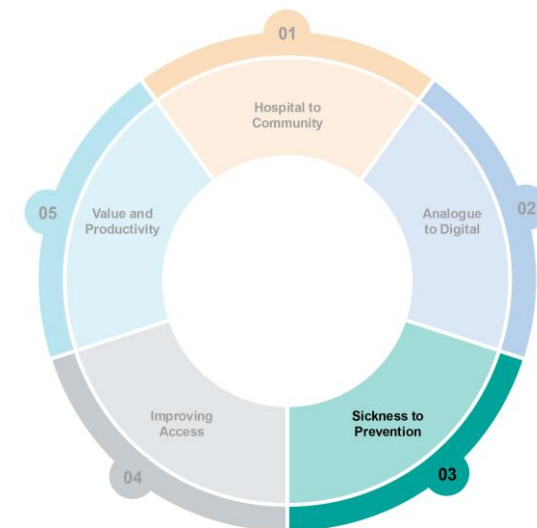 01
Hospital to
Community
02
Analogue
to Digital
03
Sickness to
Prevention
04
Improving
Access
05
Value and
Productivity